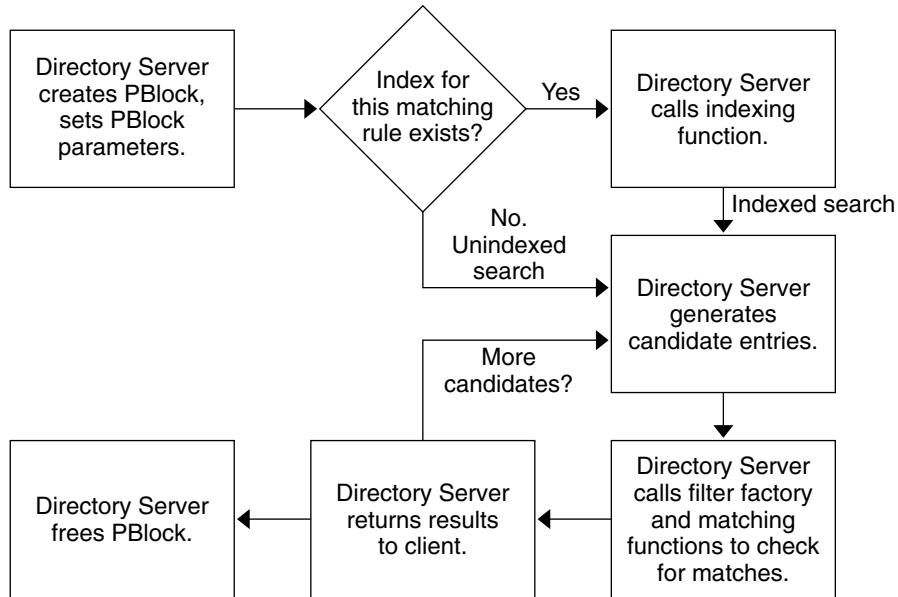 Directory Server
creates PBlock,
sets PBlock
parameters.
Index for
this matching
rule exists?
Yes
Directory Server
calls indexing
function.
Indexed search
No.
Unindexed
search
Directory Server
generates
candidate entries.
More
candidates?
Directory Server
calls filter factory
and matching
functions to check
for matches.
Directory Server
returns results
to client.
Directory Server
frees PBlock.